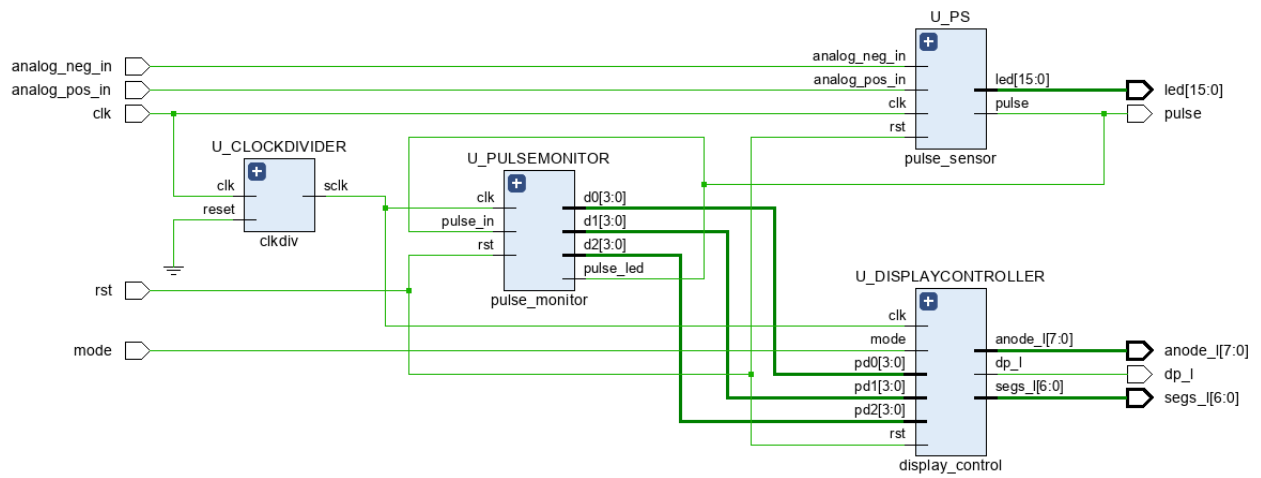 U_PS
analog_neg_in
analog_pos_in
clk
analog_neg_in
analog_pos_in
clk
rst
led[15:0]
pulse
pulse_sensor
led[15:0]
pulse
U_CLOCKDIVIDER
clk
reset
sclk
clkdiv
U_PULSEMONITOR
clk
pulse_in
rst
d0[3:0]
d1[3:0]
d2[3:0]
pulse_led
pulse_monitor
rst
mode
U_DISPLAYCONTROLLER
clk
mode
pd0[3:0]
pd1[3:0]
pd2[3:0]
rst
anode_l[7:0]
dp_l
segs_l[6:0]
display_control
anode_l[7:0]
dp_l
segs_l[6:0]